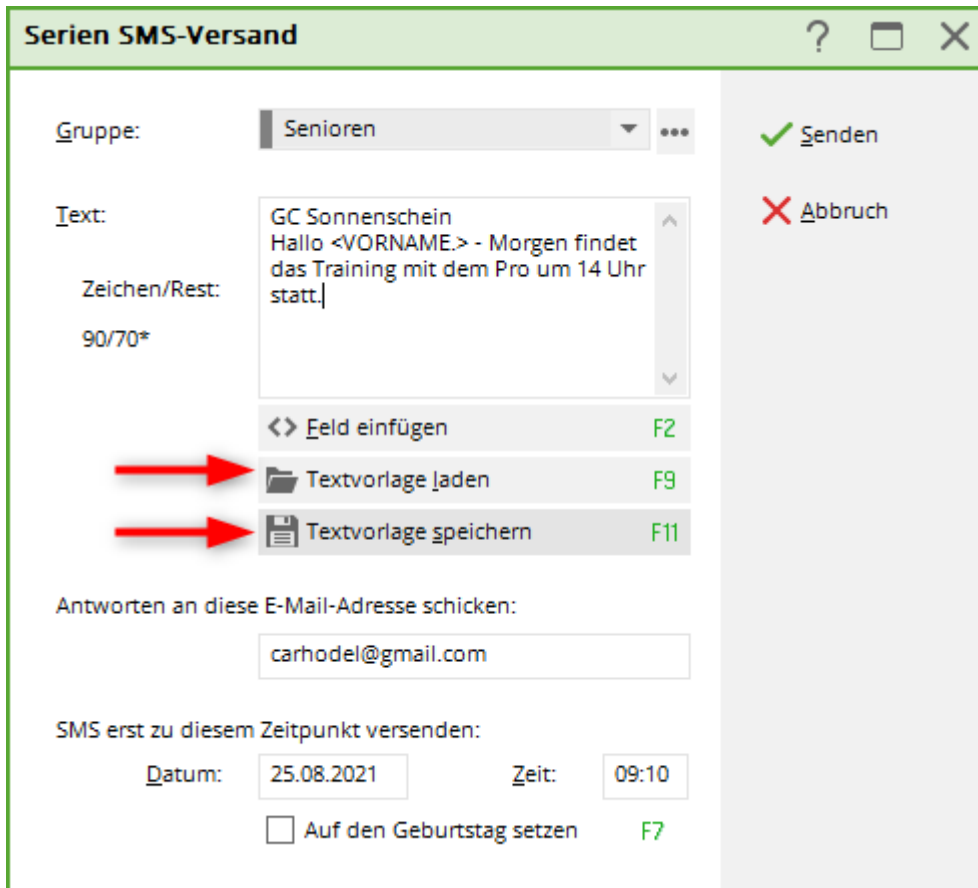 Serien SMS-Versand
Gruppe: Senioren
Senden
Text: GC Sonnenschein
Hallo <VORNAME.> - Morgen findet
das Training mit dem Pro um 14 Uhr
statt.
Abbruch
Zeichen/Rest:
90/70*
Feld einfügen F2
Textvorlage laden F9
Textvorlage speichern F11
Antworten an diese E-Mail-Adresse schicken:
carhodel@gmail.com
SMS erst zu diesem Zeitpunkt versenden:
Datum: 25.08.2021 Zeit: 09:10
Auf den Geburtstag setzen F7